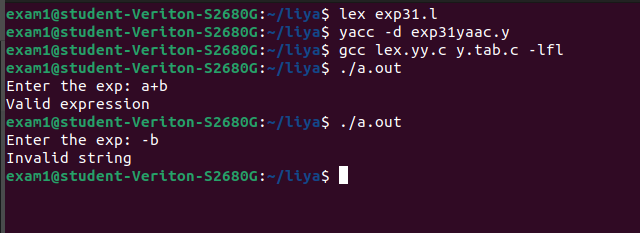 exam1@student-Veriton-S2680G:~/liya$ lex exp31.l
exam1@student-Veriton-S2680G:~/liya$ yacc -d exp31yaac.y
exam1@student-Veriton-S2680G:~/liya$ gcc lex.yy.c y.tab.c -lfl
exam1@student-Veriton-S2680G:~/liya$ ./a.out
Enter the exp: a+b
Valid expression
exam1@student-Veriton-S2680G:~/liya$ ./a.out
Enter the exp: -b
Invalid string
exam1@student-Veriton-S2680G:~/liya$